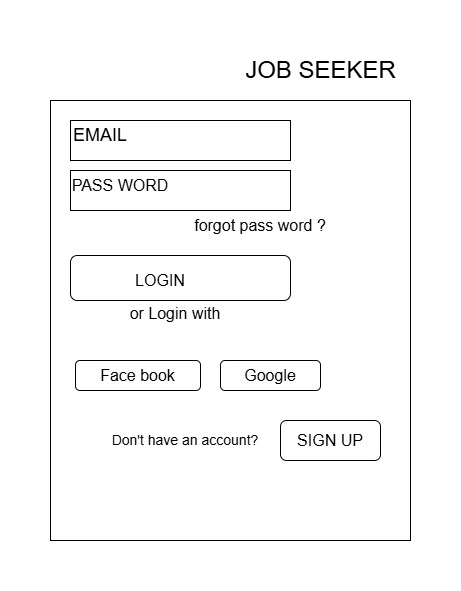 JOB SEEKER
EMAIL
PASS WORD
forgot pass word ?
LOGIN
or Login with
Face book Google
Don't have an account? SIGN UP